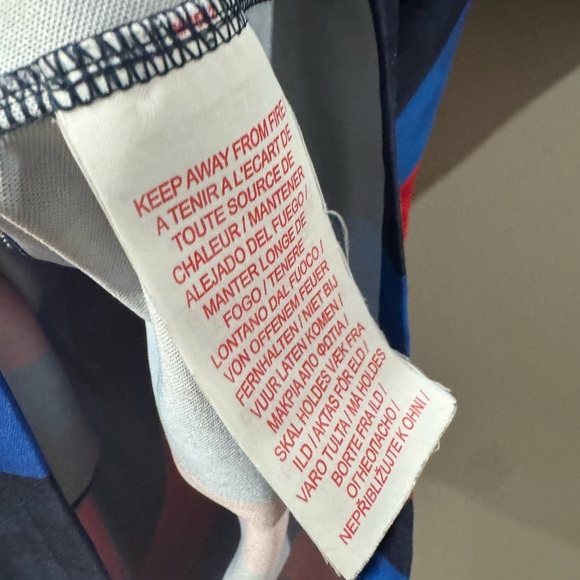 KEEP AWAY FROM FIRE/
A TENIR A L'ECART DE
TOUTE SOURCE DE
CHALEUR / MANTENER
ALEJADO DEL FUEGO /
MANTER LONGE DE
FOGO / TENERE
LONTANO DAL FUOCO /
VON OFFENEM FEUER
FERNHALTEN / NIET BIJ
VUUR LATEN KOMEN /
ΜΑΚΡΙΑ ΑΠΟ ΦΩΤΙΑ /
SKAL HOLDES VÆK FRA
ILD / AKTAS FÖR ELD /
VARO TULTA / MÅ HOLDES
BORTE FRA ILD /
ОГНЕОПАСНО /
NEPŘIBLIŽUJTE K OHNI /